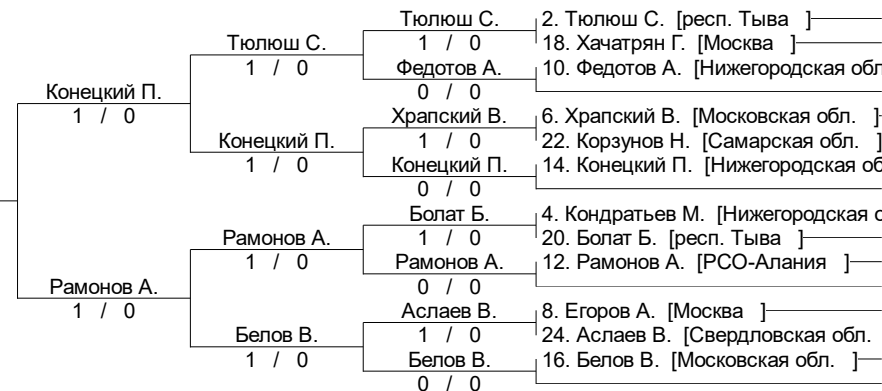 Тюлюш С.
2. Тюлюш С. [респ. Тыва ]
Тюлюш С.
1 / 0
18. Хачатрян Г. [Москва ]
1 / 0
Федотов А.
10. Федотов А. [Нижегородская обл
Конецкий П.
0 / 0
1 / 0
Храпский В.
6. Храпский В. [Московская обл. ]
Конецкий П.
1 / 0
22. Корзунов Н. [Самарская обл. ]
1 / 0
Конецкий П.
14. Конецкий П. [Нижегородская об
0 / 0
Болат Б.
4. Кондратьев М. [Нижегородская о
Рамонов А.
1 / 0
20. Болат Б. [респ. Тыва ]
1 / 0
Рамонов А.
12. Рамонов А. [РСО-Алания ]
Рамонов А.
0 / 0
1 / 0
Аслаев В.
8. Егоров А. [Москва ]
Белов В.
1 / 0
24. Аслаев В. [Свердловская обл.
1 / 0
Белов В.
16. Белов В. [Московская обл. ]
0 / 0